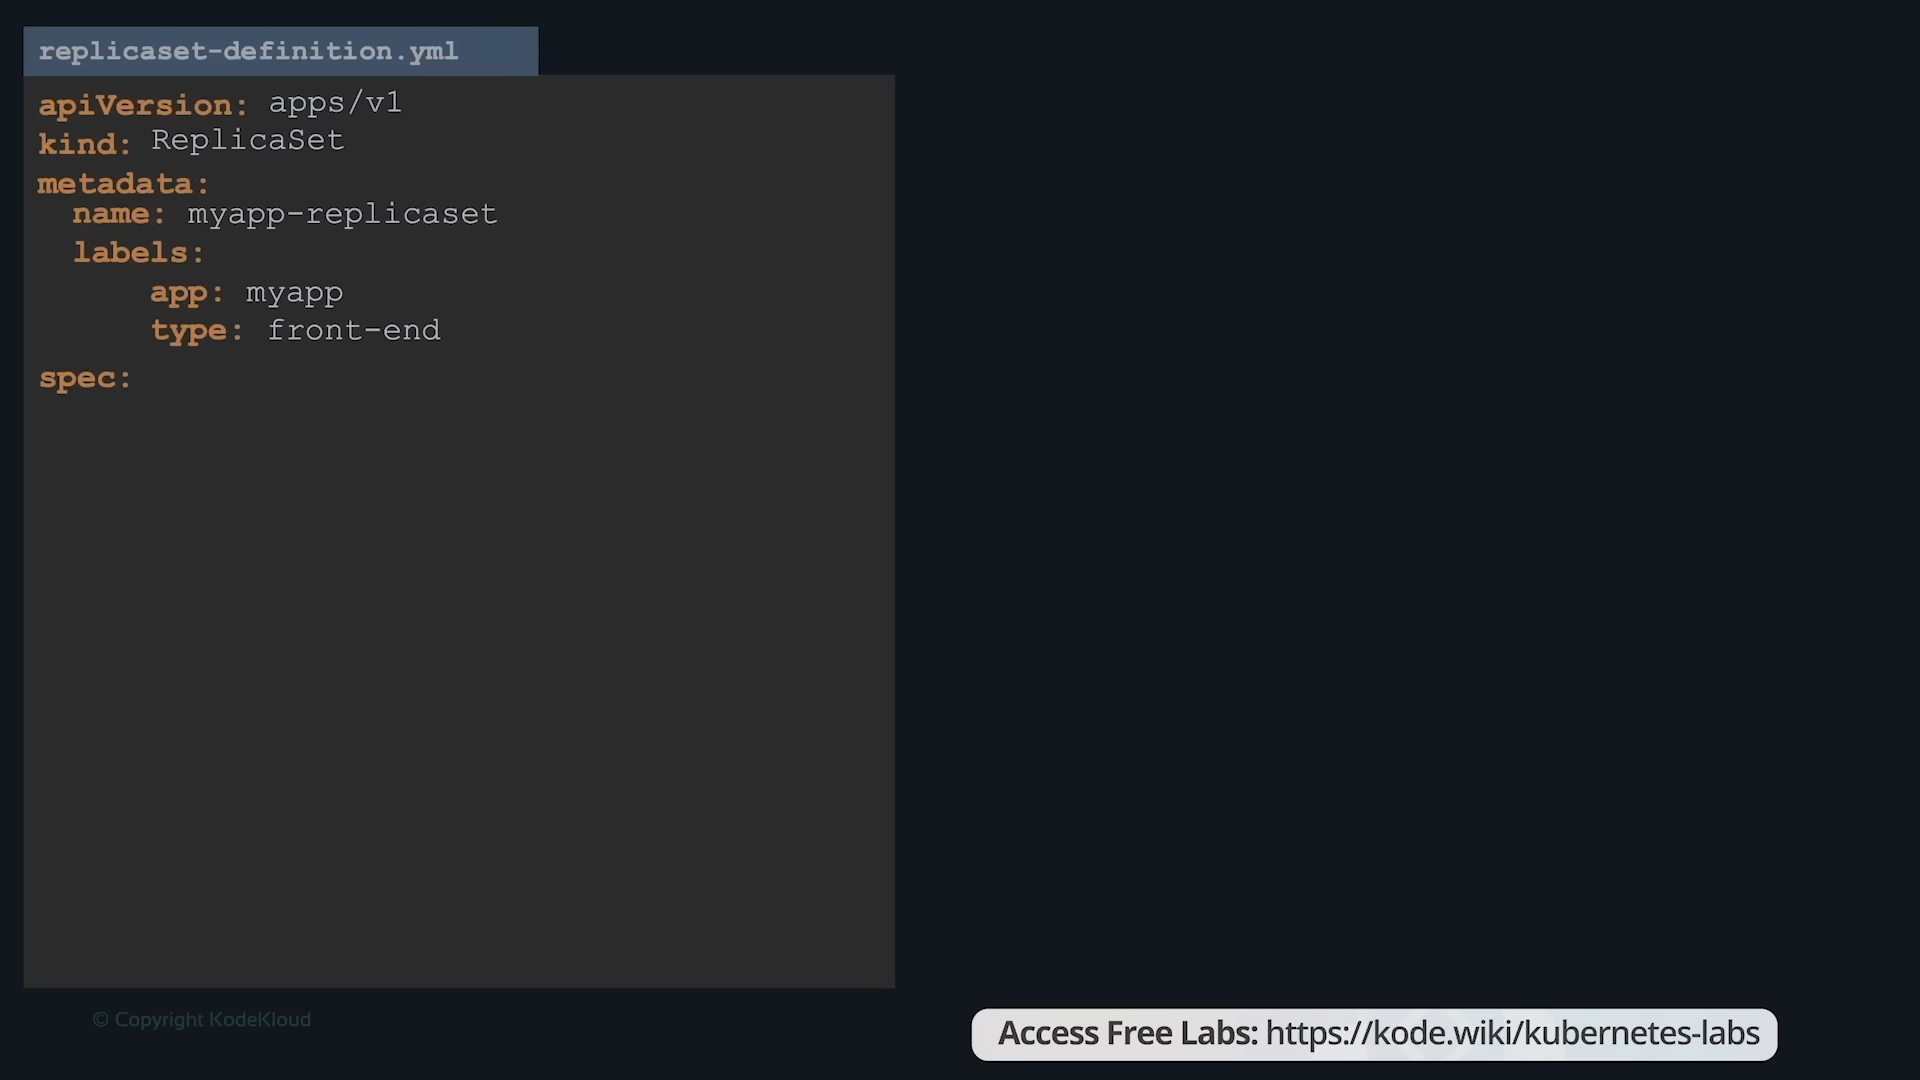 replicaset-definition.yml
apiVersion: apps/v1
kind: ReplicaSet
metadata:
name: myapp-replicaset
labels:
app: myapp
type: front-end
spec:
© Copyright KodeKloud
Access Free Labs: https://kode.wiki/kubernetes-labs